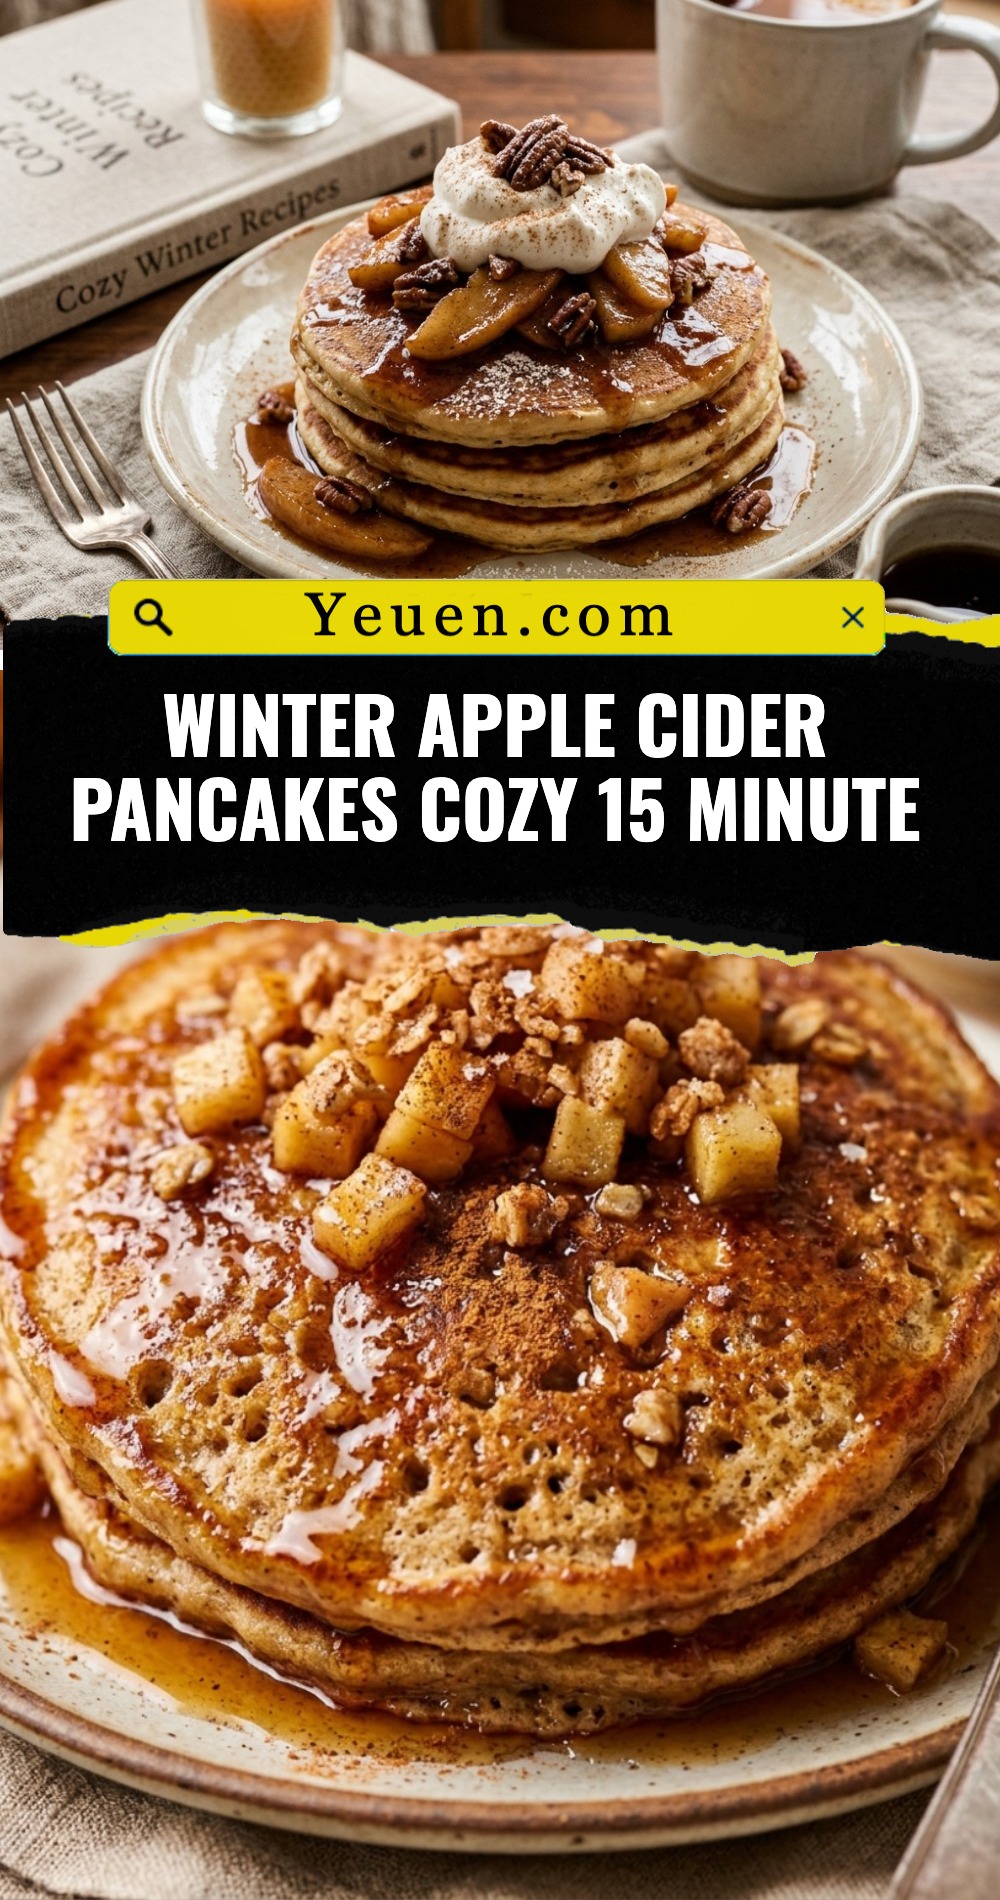 Cozy
Winter
Recipes
Cozy Winter Recipes
Yeuen.com
WINTER APPLE CIDER
PANCAKES COZY 15 MINUTE